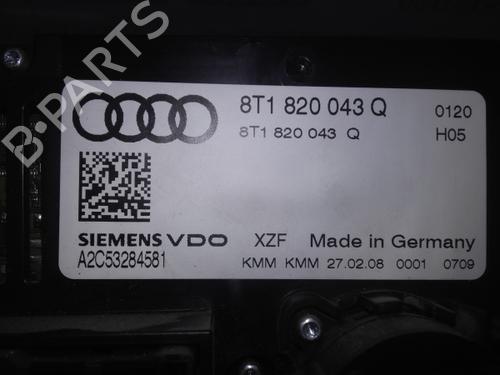 B-PARTS
8T1 820 043 Q 0120
8T1 820 043 Q H05
SIEMENS VDO XZF Made in Germany
A2C53284581 KMM KMM 27.02.08 0001 0709